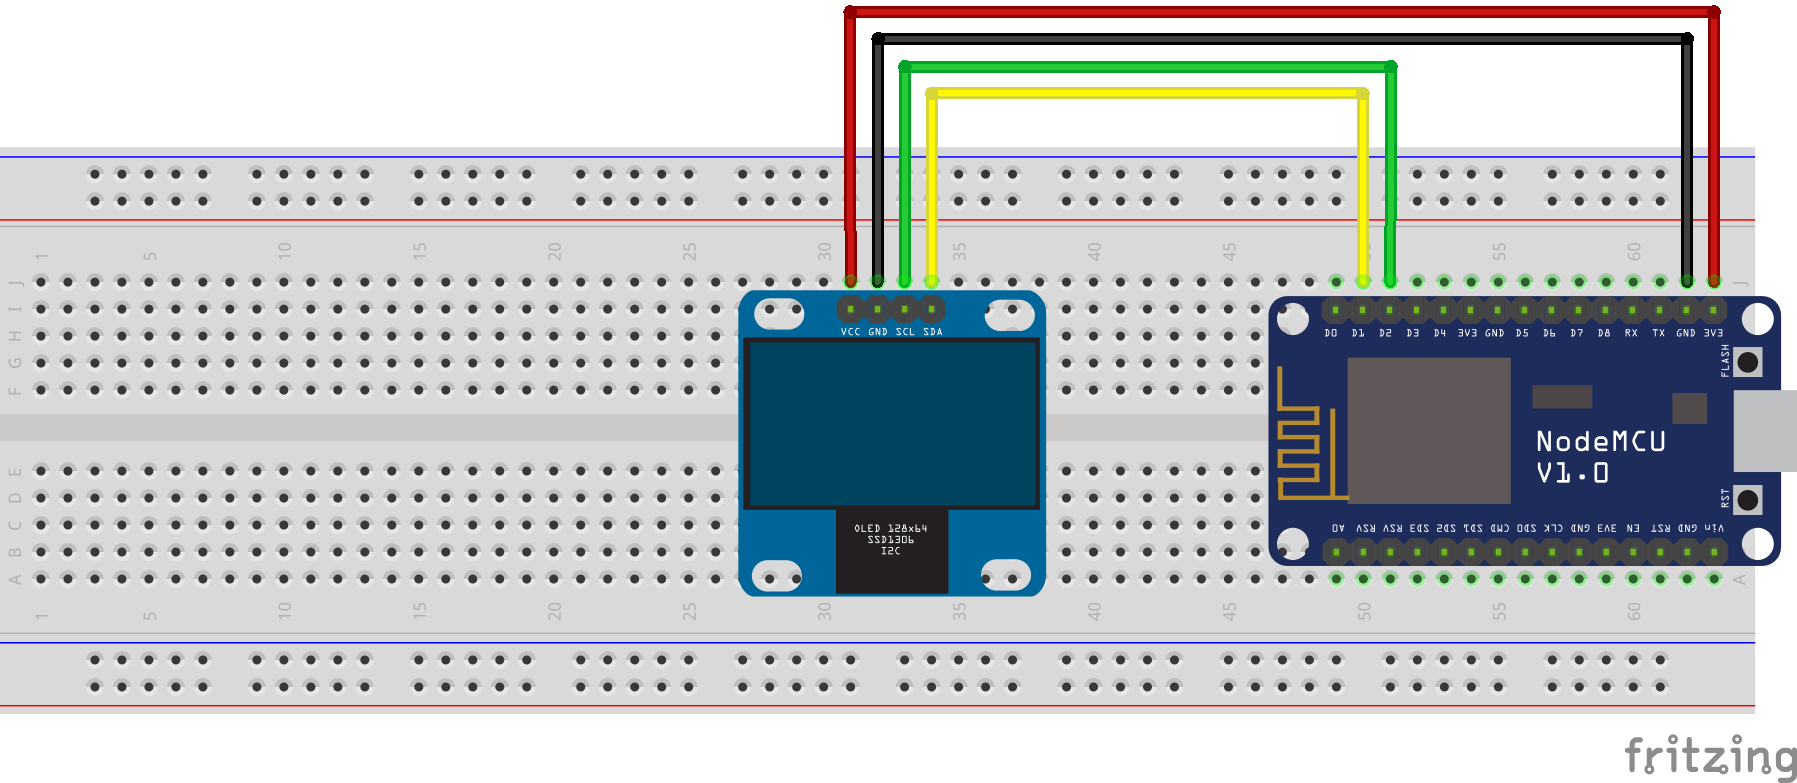 1 5 10 15 20 25 30 35 40 45 50 55 60
J J
I
H
G
F
VCC GND SCL SDA
D0 D1 D2 D3 D4 3V3 GND D5 D6 D7 D8 RX TX GND 3V3
FLASH
NodeMCU
V1.0
RST
E
D
C
B
A A
OLED 128x64
SSD1306
I2C
A0 RSV RSV SD3 SD2 SD1 CMD SD0 CLK GND 3V3 EN RST GND Vin
1 5 10 15 20 25 30 35 40 45 50 55 60
fritzing